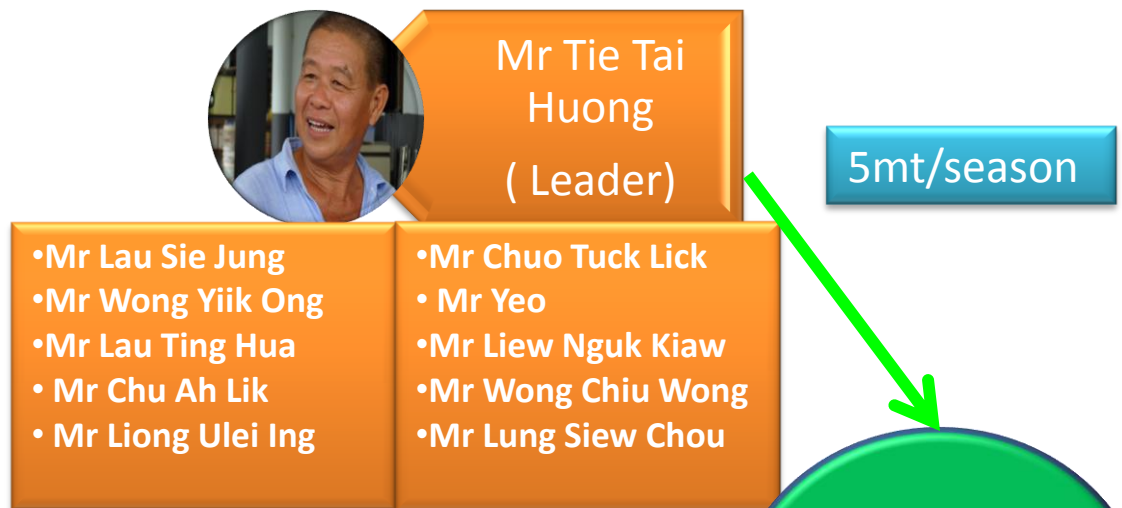 Mr Tie Tai
Huong
( Leader)
5mt/season
•Mr Lau Sie Jung
•Mr Wong Yiik Ong
•Mr Lau Ting Hua
• Mr Chu Ah Lik
• Mr Liong Ulei Ing
•Mr Chuo Tuck Lick
• Mr Yeo
•Mr Liew Nguk Kiaw
•Mr Wong Chiu Wong
•Mr Lung Siew Chou